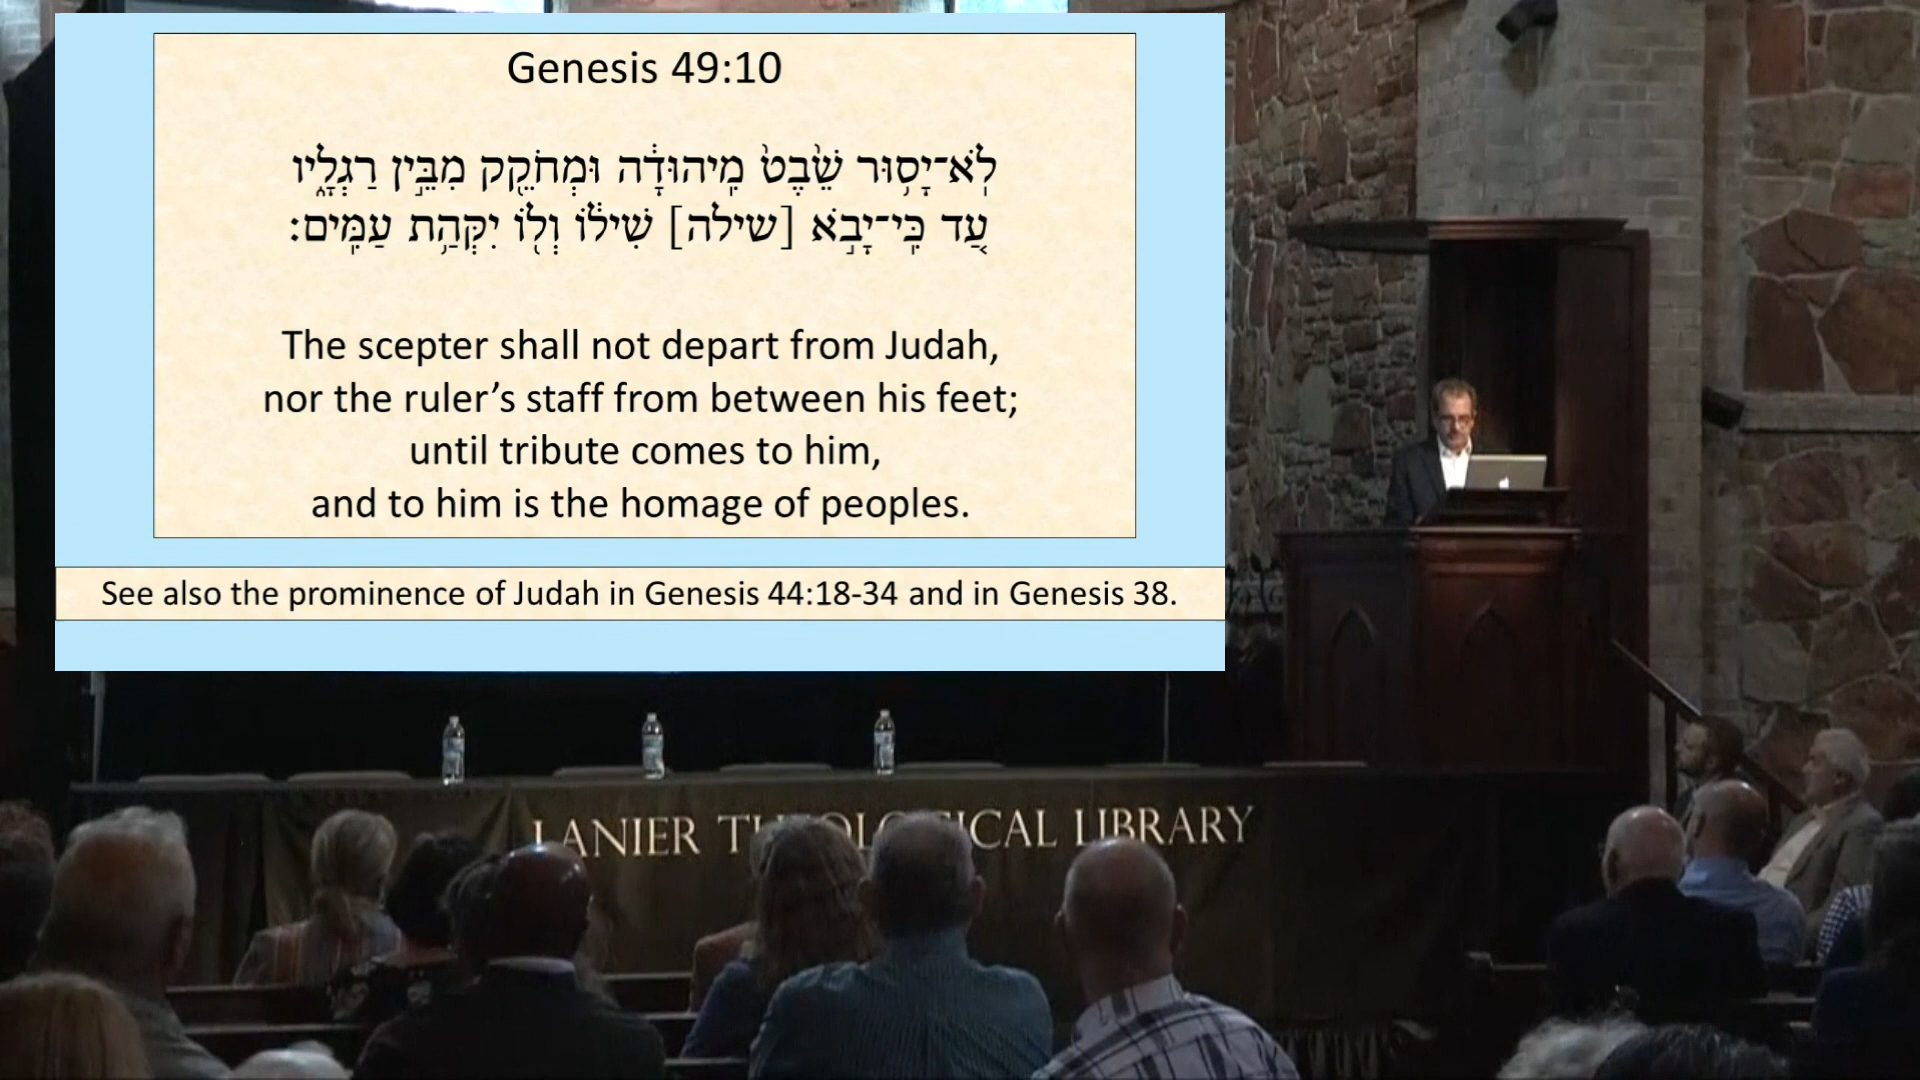 Genesis 49:10
לֹֽא־יָס֥וּר שֵׁ֙בֶט֙ מִֽיהוּדָ֔ה וּמְחֹקֵ֖ק מִבֵּ֣ין רַגְלָ֑יו
עַ֚ד כִּֽי־יָבֹ֣א [שילה] שִׁיל֔וֹ וְל֖וֹ יִקְּהַ֥ת עַמִּֽים׃
The scepter shall not depart from Judah,
nor the ruler’s staff from between his feet;
until tribute comes to him,
and to him is the homage of peoples.
See also the prominence of Judah in Genesis 44:18-34 and in Genesis 38.
LANIER THEOLOGICAL LIBRARY